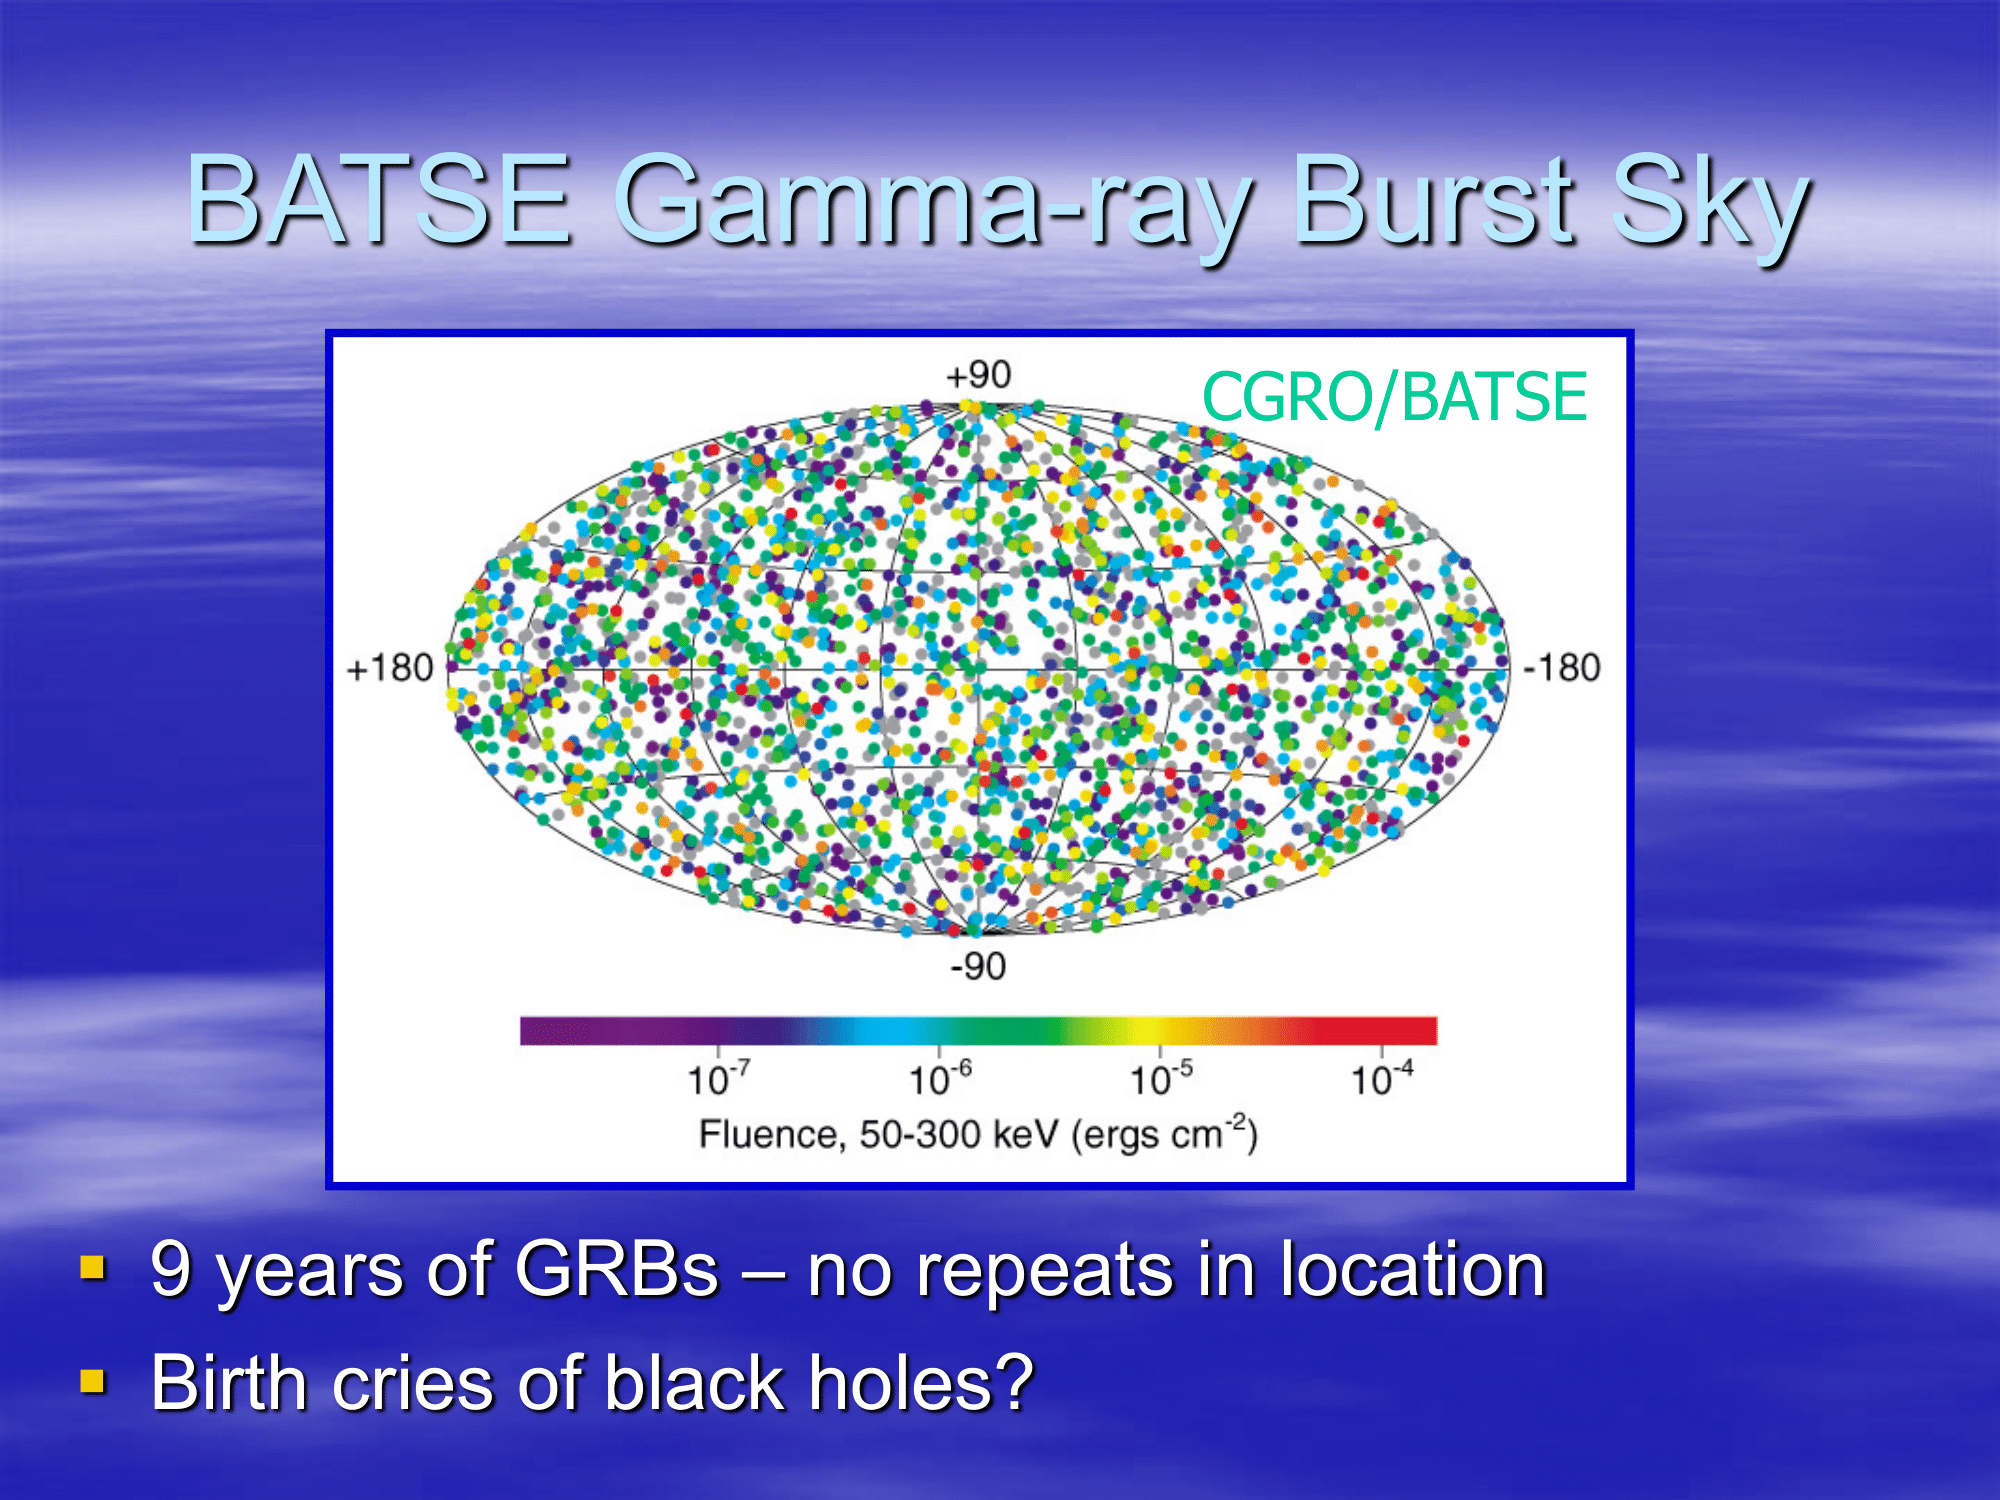 BATSE Gamma-ray Burst Sky
+90
CGRO/BATSE
+180
-180
-90
10⁻⁷ 10⁻⁶ 10⁻⁵ 10⁻⁴
Fluence, 50-300 keV (ergs cm⁻²)
9 years of GRBs – no repeats in location
Birth cries of black holes?